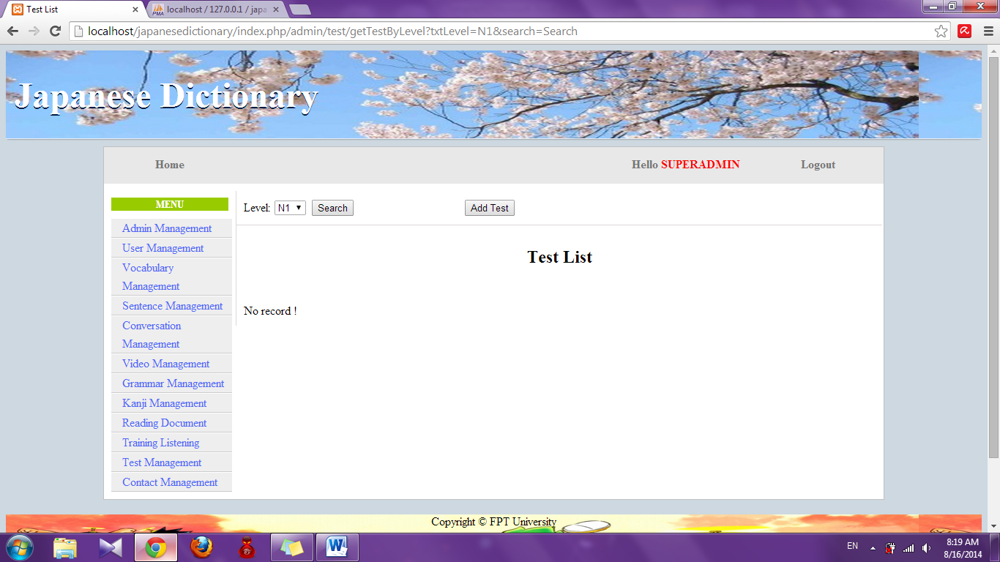 Test List
localhost / 127.0.0.1 / japa
localhost/japanesedictionary/index.php/admin/test/getTestByLevel?txtLevel=N1&search=Search
Japanese Dictionary
Home Hello SUPERADMIN Logout
MENU
Level: N1 Search Add Test
Admin Management
User Management
Vocabulary
Management
Sentence Management
Conversation
Management
Video Management
Grammar Management
Kanji Management
Reading Document
Training Listening
Test Management
Contact Management
Test List
No record !
Copyright © FPT University
EN 8:19 AM
8/16/2014